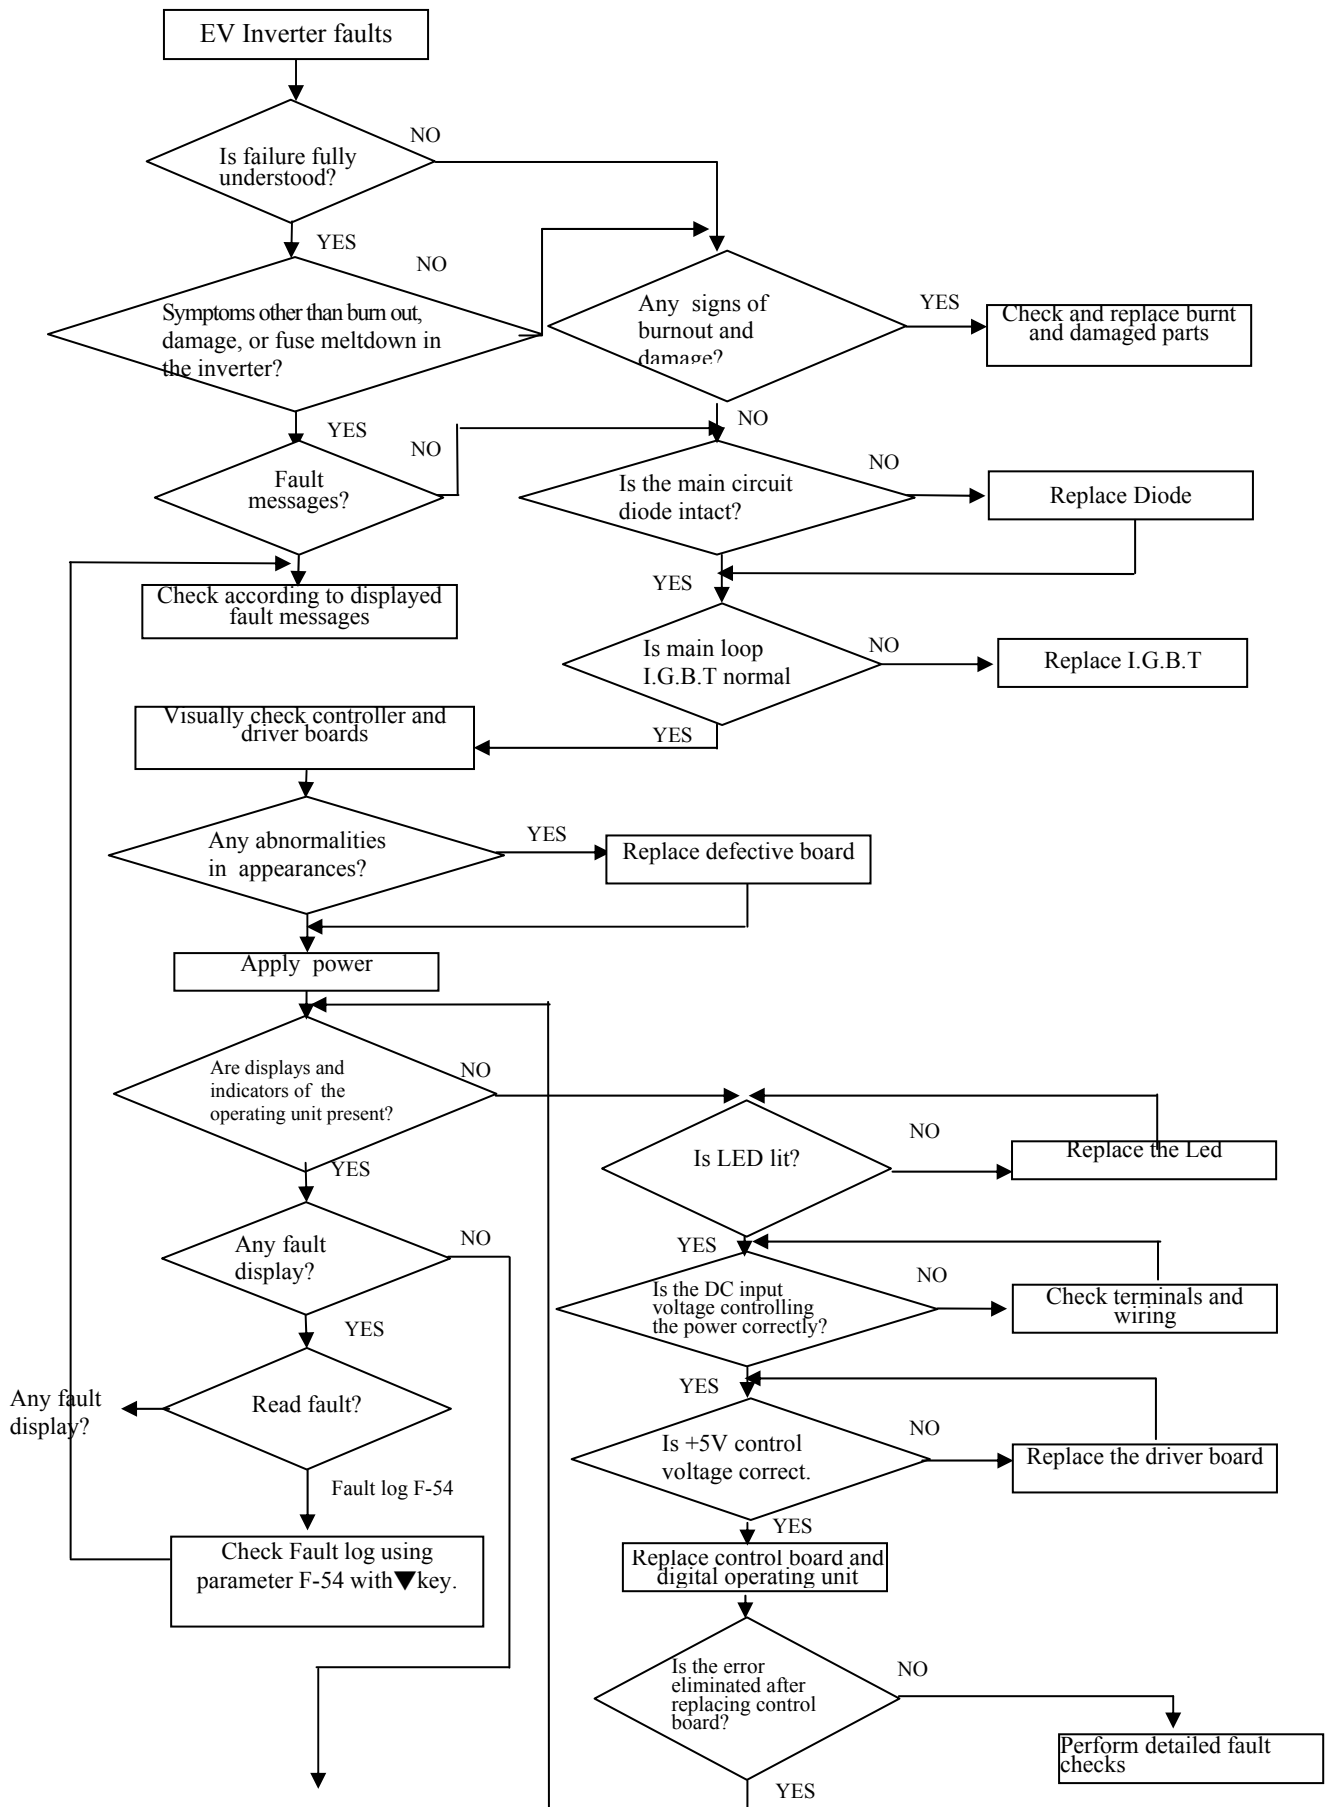 EV Inverter faults
NO
Is failure fully
understood?
YES
NO
Symptoms other than burn out,
damage, or fuse meltdown in
the inverter?
Any signs of
burnout and
damage?
YES
Check and replace burnt
and damaged parts
YES
NO
NO
Fault
messages?
Is the main circuit
diode intact?
NO
Replace Diode
YES
Check according to displayed
fault messages
Is main loop
I.G.B.T normal
NO
Replace I.G.B.T
YES
Visually check controller and
driver boards
Any abnormalities
in appearances?
YES
Replace defective board
Apply power
Are displays and
indicators of the
operating unit present?
NO
YES
Is LED lit?
NO
Replace the Led
Any fault
display?
NO
YES
YES
Is the DC input
voltage controlling
the power correctly?
NO
Check terminals and
wiring
YES
Any fault
display?
Read fault?
Fault log F-54
Is +5V control
voltage correct.
NO
Replace the driver board
YES
Check Fault log using
parameter F-54 with▼key.
Replace control board and
digital operating unit
Is the error
eliminated after
replacing control
board?
NO
Perform detailed fault
checks
YES